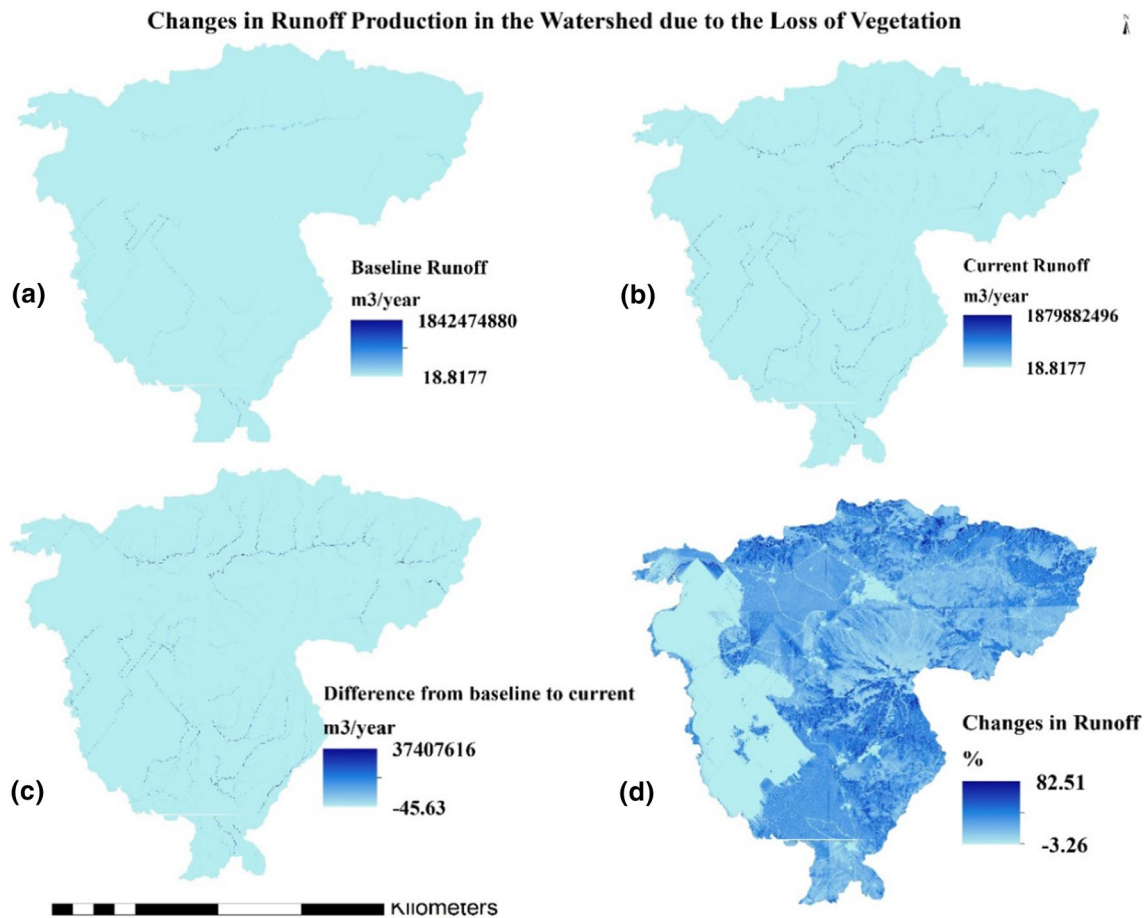 Changes in Runoff Production in the Watershed due to the Loss of Vegetation
N
(a)
Baseline Runoff
m3/year
1842474880
18.8177
(b)
Current Runoff
m3/year
1879882496
18.8177
(c)
Difference from baseline to current
m3/year
37407616
-45.63
(d)
Changes in Runoff
%
82.51
-3.26
Kilometers